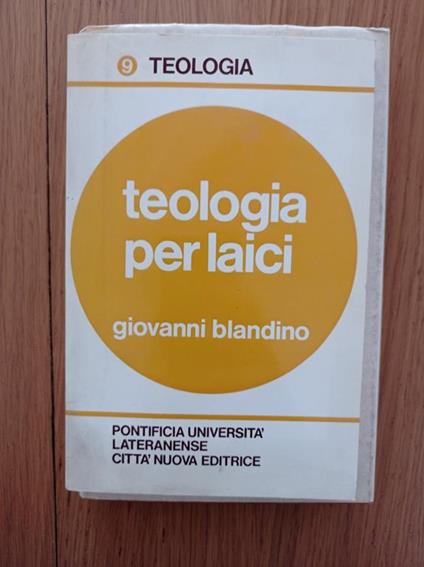 9 TEOLOGIA
teologia
per laici
giovanni blandino
PONTIFICIA UNIVERSITA'
LATERANENSE
CITTA' NUOVA EDITRICE